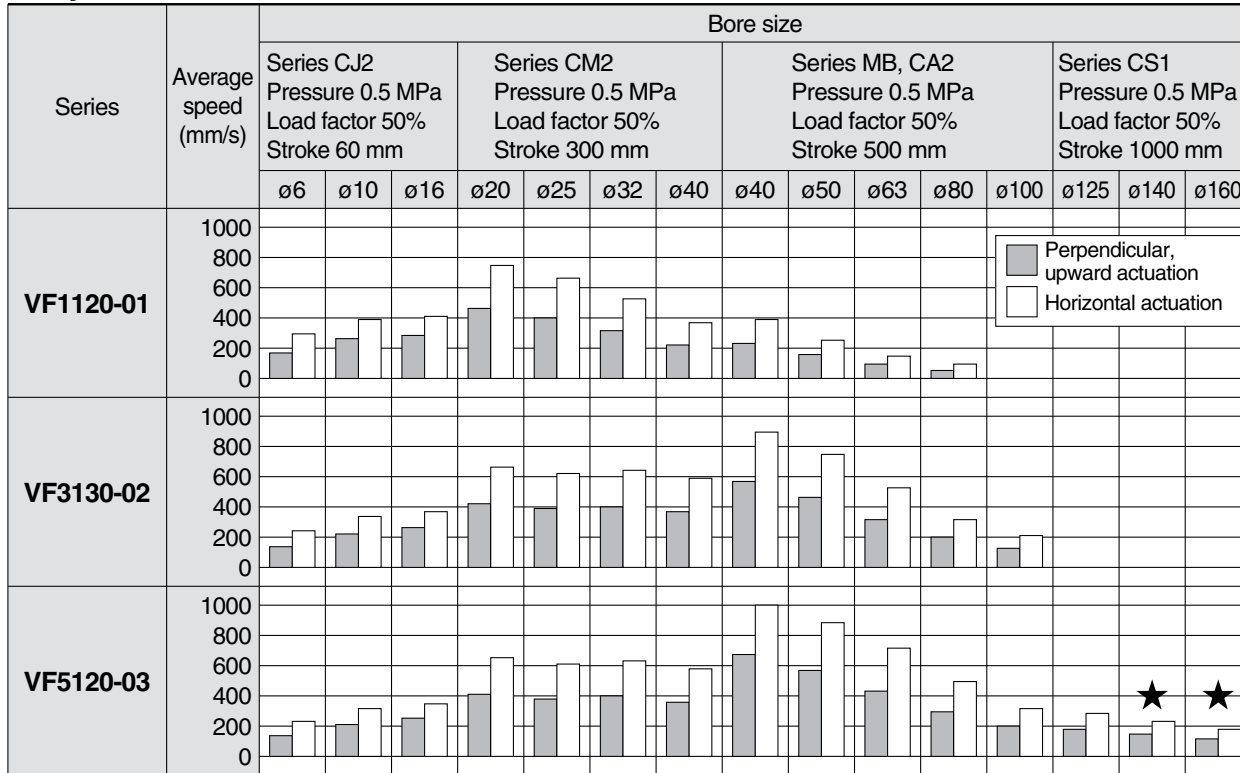 Bore size
Series
Average
speed
(mm/s)
Series CJ2
Pressure 0.5 MPa
Load factor 50%
Stroke 60 mm
Series CM2
Pressure 0.5 MPa
Load factor 50%
Stroke 300 mm
Series MB, CA2
Pressure 0.5 MPa
Load factor 50%
Stroke 500 mm
Series CS1
Pressure 0.5 MPa
Load factor 50%
Stroke 1000 mm
ø6 ø10 ø16 ø20 ø25 ø32 ø40 ø40 ø50 ø63 ø80 ø100 ø125 ø140 ø160
VF1120-01
1000
800
600
400
200
0
Perpendicular,
upward actuation
Horizontal actuation
VF3130-02
1000
800
600
400
200
0
VF5120-03
1000
800
600
400
200
0
★ ★